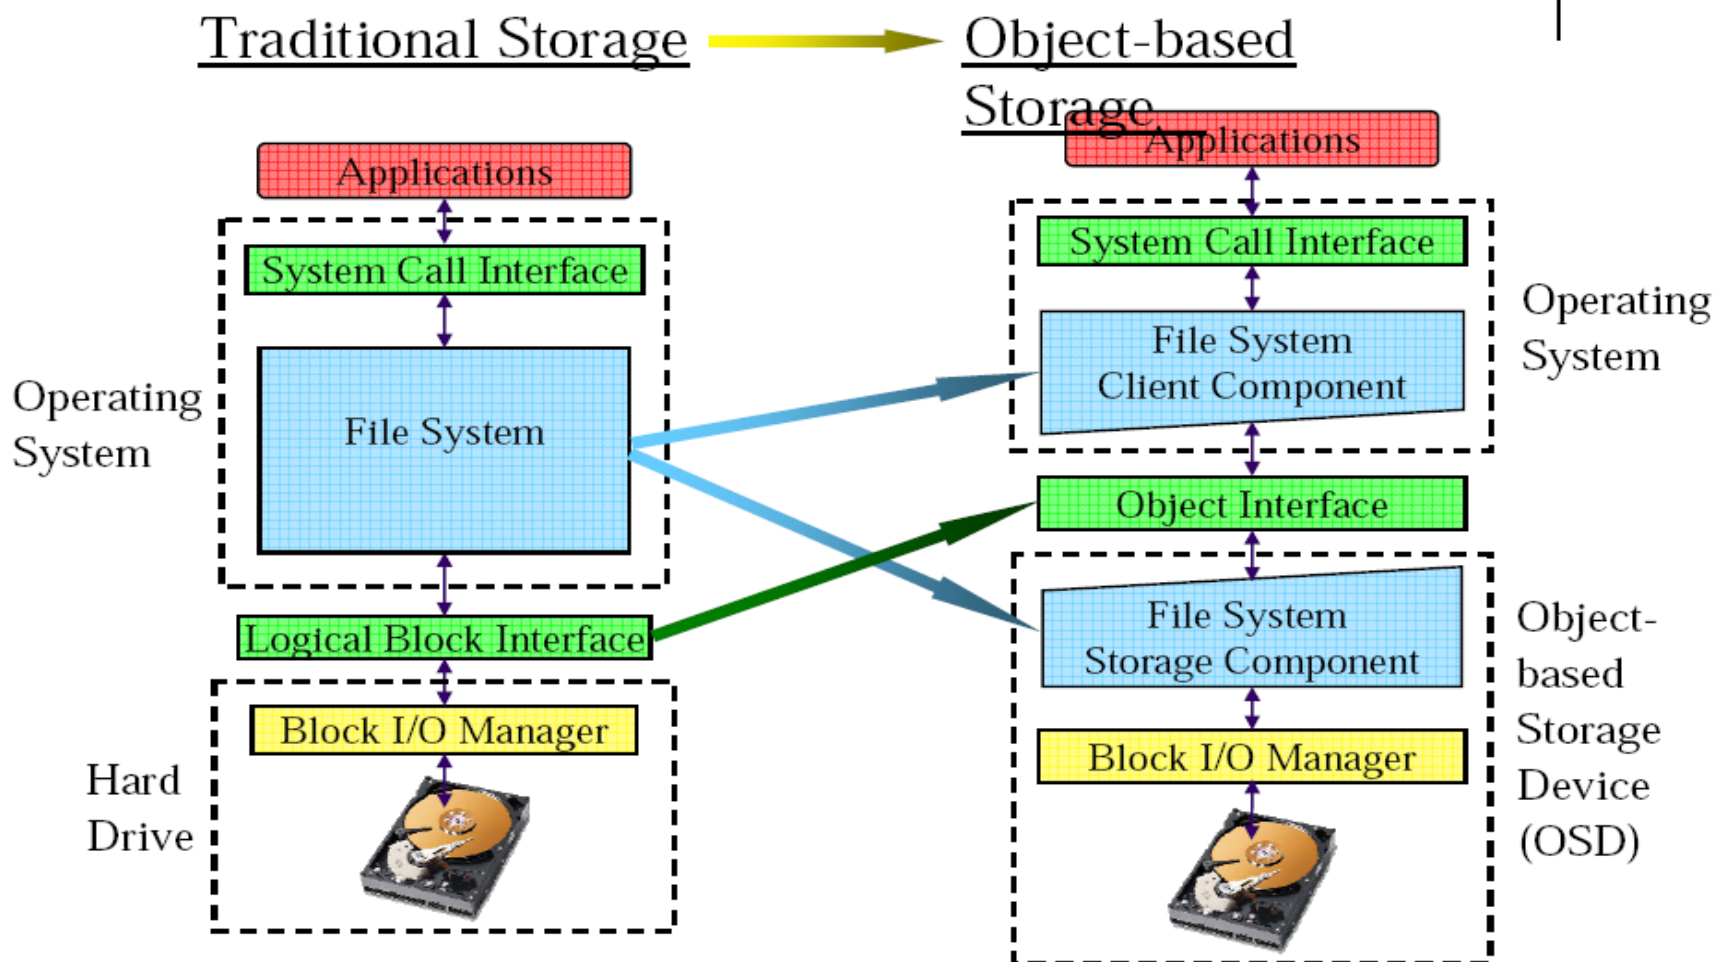 Traditional Storage
Object-based
Storage
Applications
System Call Interface
Operating
System
File System
Logical Block Interface
Block I/O Manager
Hard
Drive
Applications
System Call Interface
Operating
System
File System
Client Component
Object Interface
File System
Storage Component
Object-
based
Storage
Device
(OSD)
Block I/O Manager